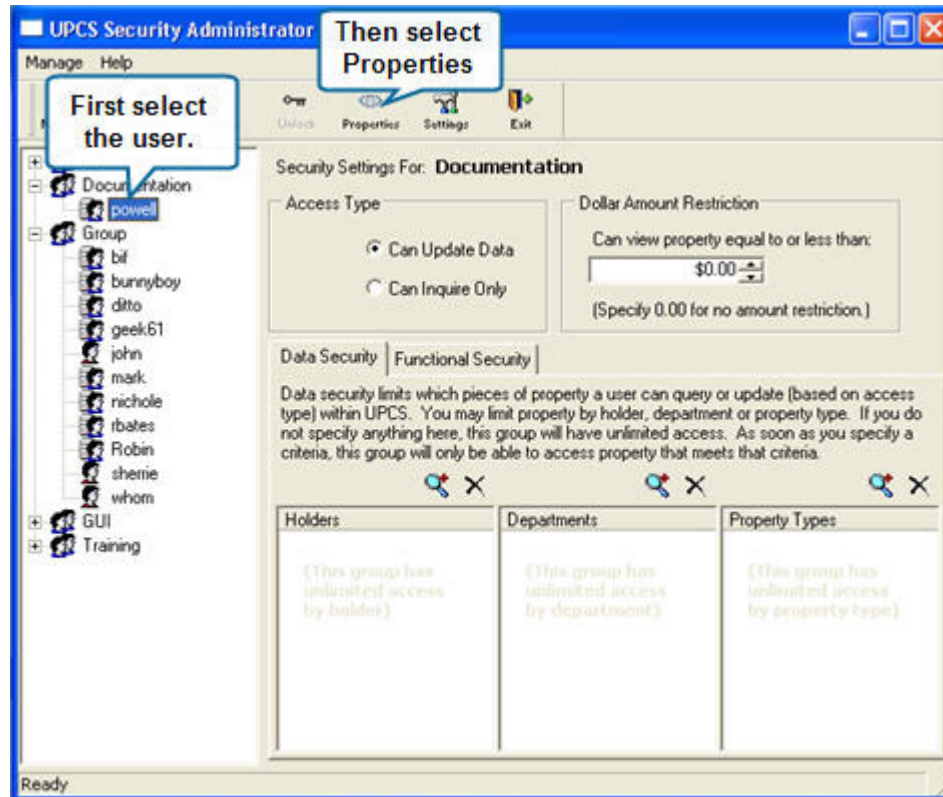 UPCS Security Administrator
Then select
Properties
Manage Help
First select
the user.
Unlock Properties Settings Exit
Documentation
powell
Group
bif
bunnyboy
ditto
geek61
john
mark
nichole
rbates
Robin
sherrie
whom
GUI
Training
Security Settings For: Documentation
Access Type
Can Update Data
Can Inquire Only
Dollar Amount Restriction
Can view property equal to or less than:
$0.00
(Specify 0.00 for no amount restriction.)
Data Security Functional Security
Data security limits which pieces of property a user can query or update (based on access
type) within UPCS. You may limit property by holder, department or property type. If you do
not specify anything here, this group will have unlimited access. As soon as you specify a
criteria, this group will only be able to access property that meets that criteria.
Holders Departments Property Types
(This group has
unlimited access
by holder)
(This group has
unlimited access
by department)
(This group has
unlimited access
by property type)
Ready